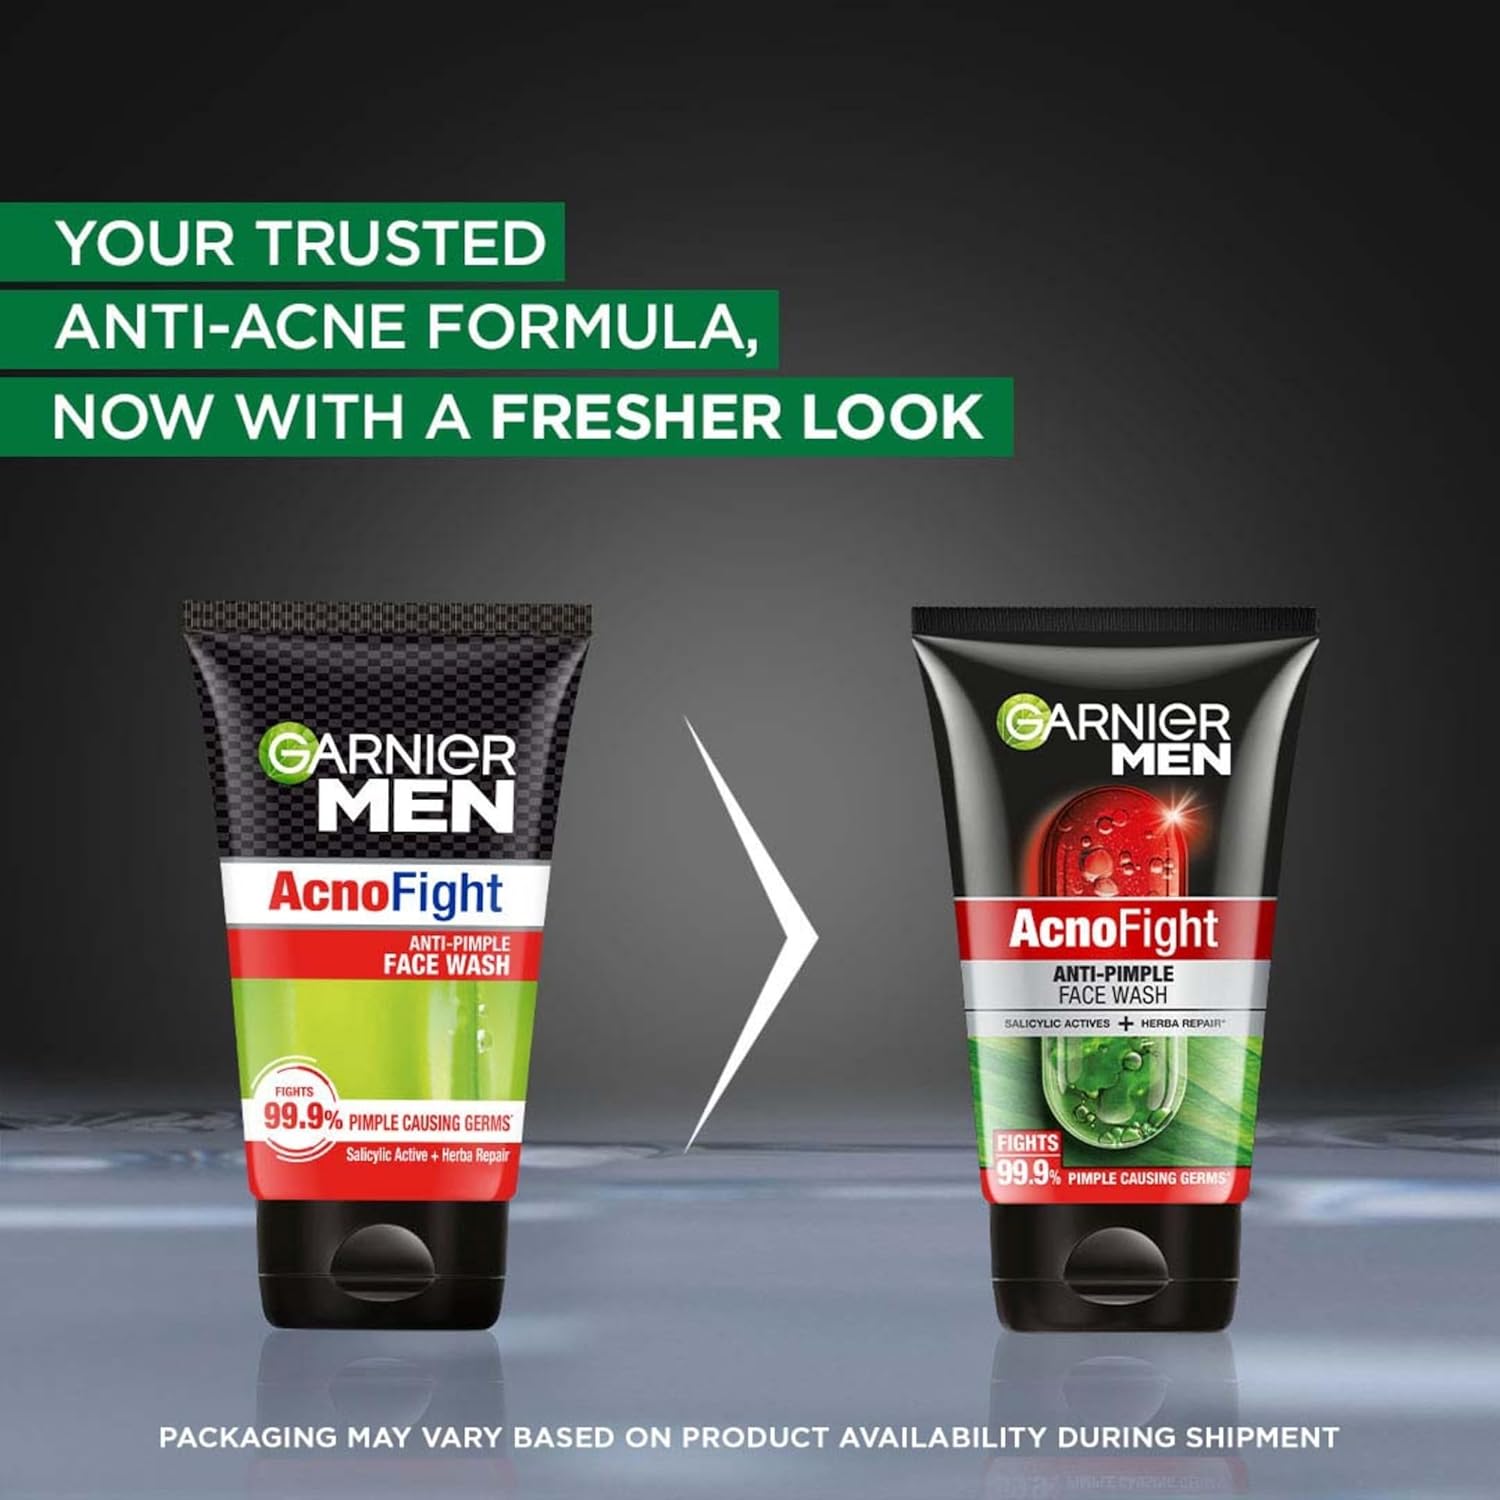 YOUR TRUSTED
ANTI-ACNE FORMULA,
NOW WITH A FRESHER LOOK
GARNIER
MEN
AcnoFight
ANTI-PIMPLE
FACE WASH
FIGHTS
99.9% PIMPLE CAUSING GERMS*
Salicylic Active + Herba Repair
GARNIER
MEN
AcnoFight
ANTI-PIMPLE
FACE WASH
SALICYLIC ACTIVES + HERBA REPAIR*
FIGHTS
99.9% PIMPLE CAUSING GERMS*
PACKAGING MAY VARY BASED ON PRODUCT AVAILABILITY DURING SHIPMENT